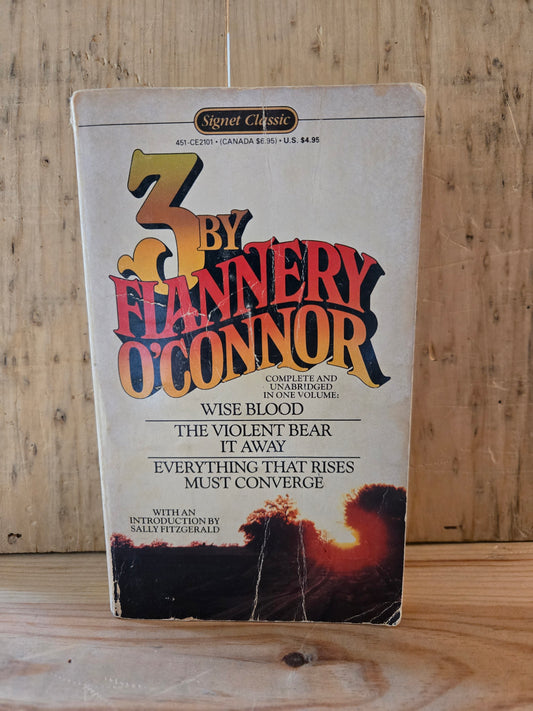 Signet Classic
451-CE2101 • (CANADA $6.95) • U.S. $4.95
3 BY
FLANNERY
O'CONNOR
COMPLETE AND
UNABRIDGED
IN ONE VOLUME:
WISE BLOOD
THE VIOLENT BEAR
IT AWAY
EVERYTHING THAT RISES
MUST CONVERGE
WITH AN
INTRODUCTION BY
SALLY FITZGERALD